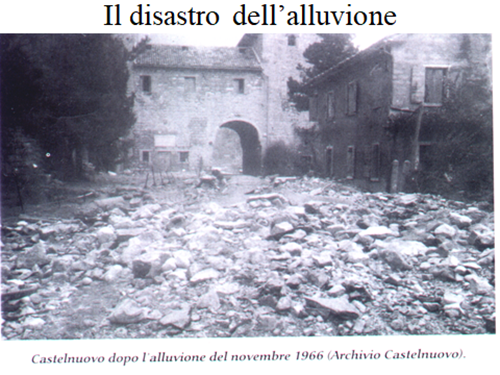 Il disastro dell'alluvione
Castelnuovo dopo l'alluvione del novembre 1966 (Archivio Castelnuovo).